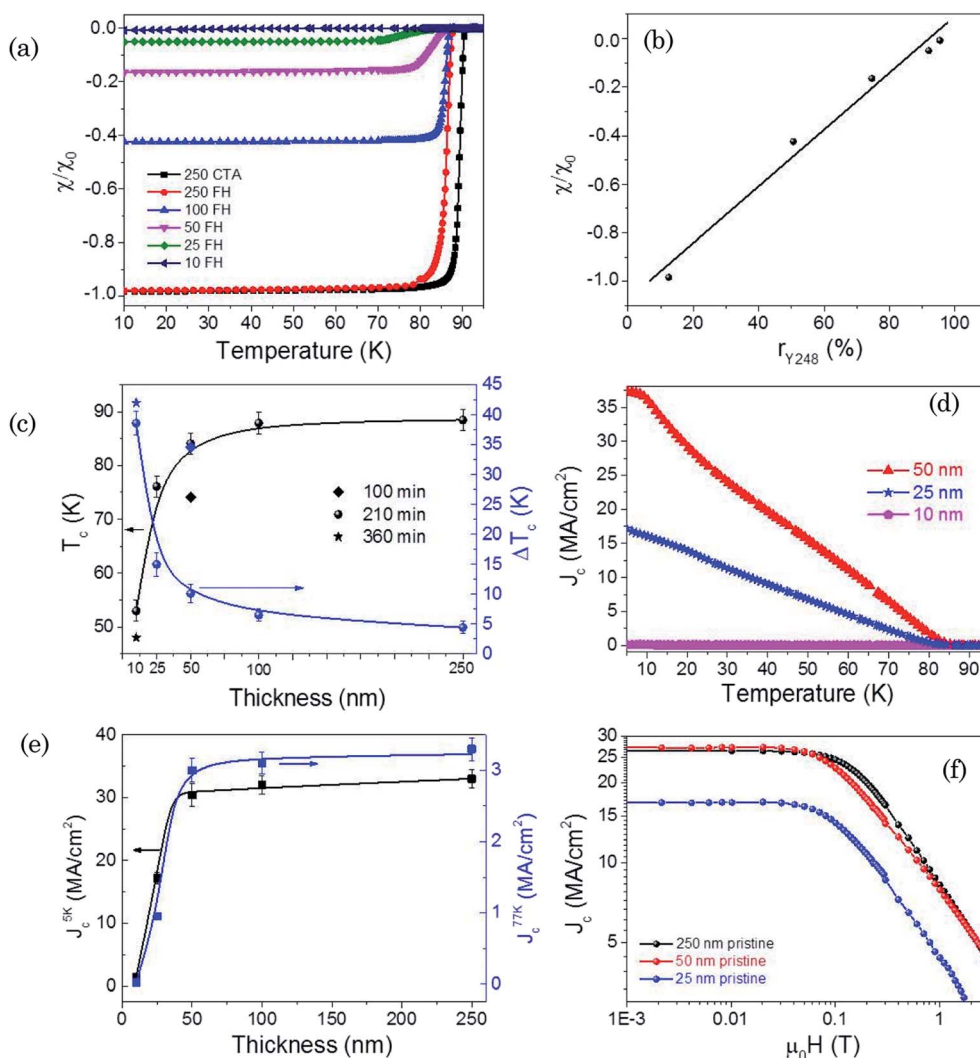 (a)
0.0
-0.2
-0.4
-0.6
-0.8
-1.0
χ/χ0
250 CTA
250 FH
100 FH
50 FH
25 FH
10 FH
10 20 30 40 50 60 70 80 90
Temperature (K)
(b)
0.0
-0.2
-0.4
-0.6
-0.8
-1.0
χ/χ0
0 20 40 60 80 100
rY248 (%)
(c)
90
80
70
60
50
Tc (K)
100 min
210 min
360 min
45
40
35
30
25
20
15
10
5
0
ΔTc (K)
10 25 50 100 250
Thickness (nm)
(d)
35
30
25
20
15
10
5
0
Jc (MA/cm2)
50 nm
25 nm
10 nm
10 20 30 40 50 60 70 80 90
Temperature (K)
(e)
40
30
20
10
0
Jc5K (MA/cm2)
3
2
1
0
Jc77K (MA/cm2)
0 50 100 150 200 250
Thickness (nm)
(f)
30
25
20
15
10
5
Jc (MA/cm2)
250 nm pristine
50 nm pristine
25 nm pristine
1E-3 0.01 0.1 1
μ0H (T)